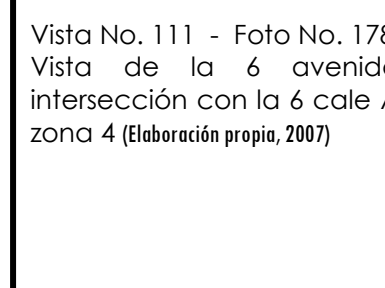 Vista No. 111 - Foto No. 178
Vista de la 6 avenid
intersección con la 6 cale
zona 4 (Elaboración propia, 2007)